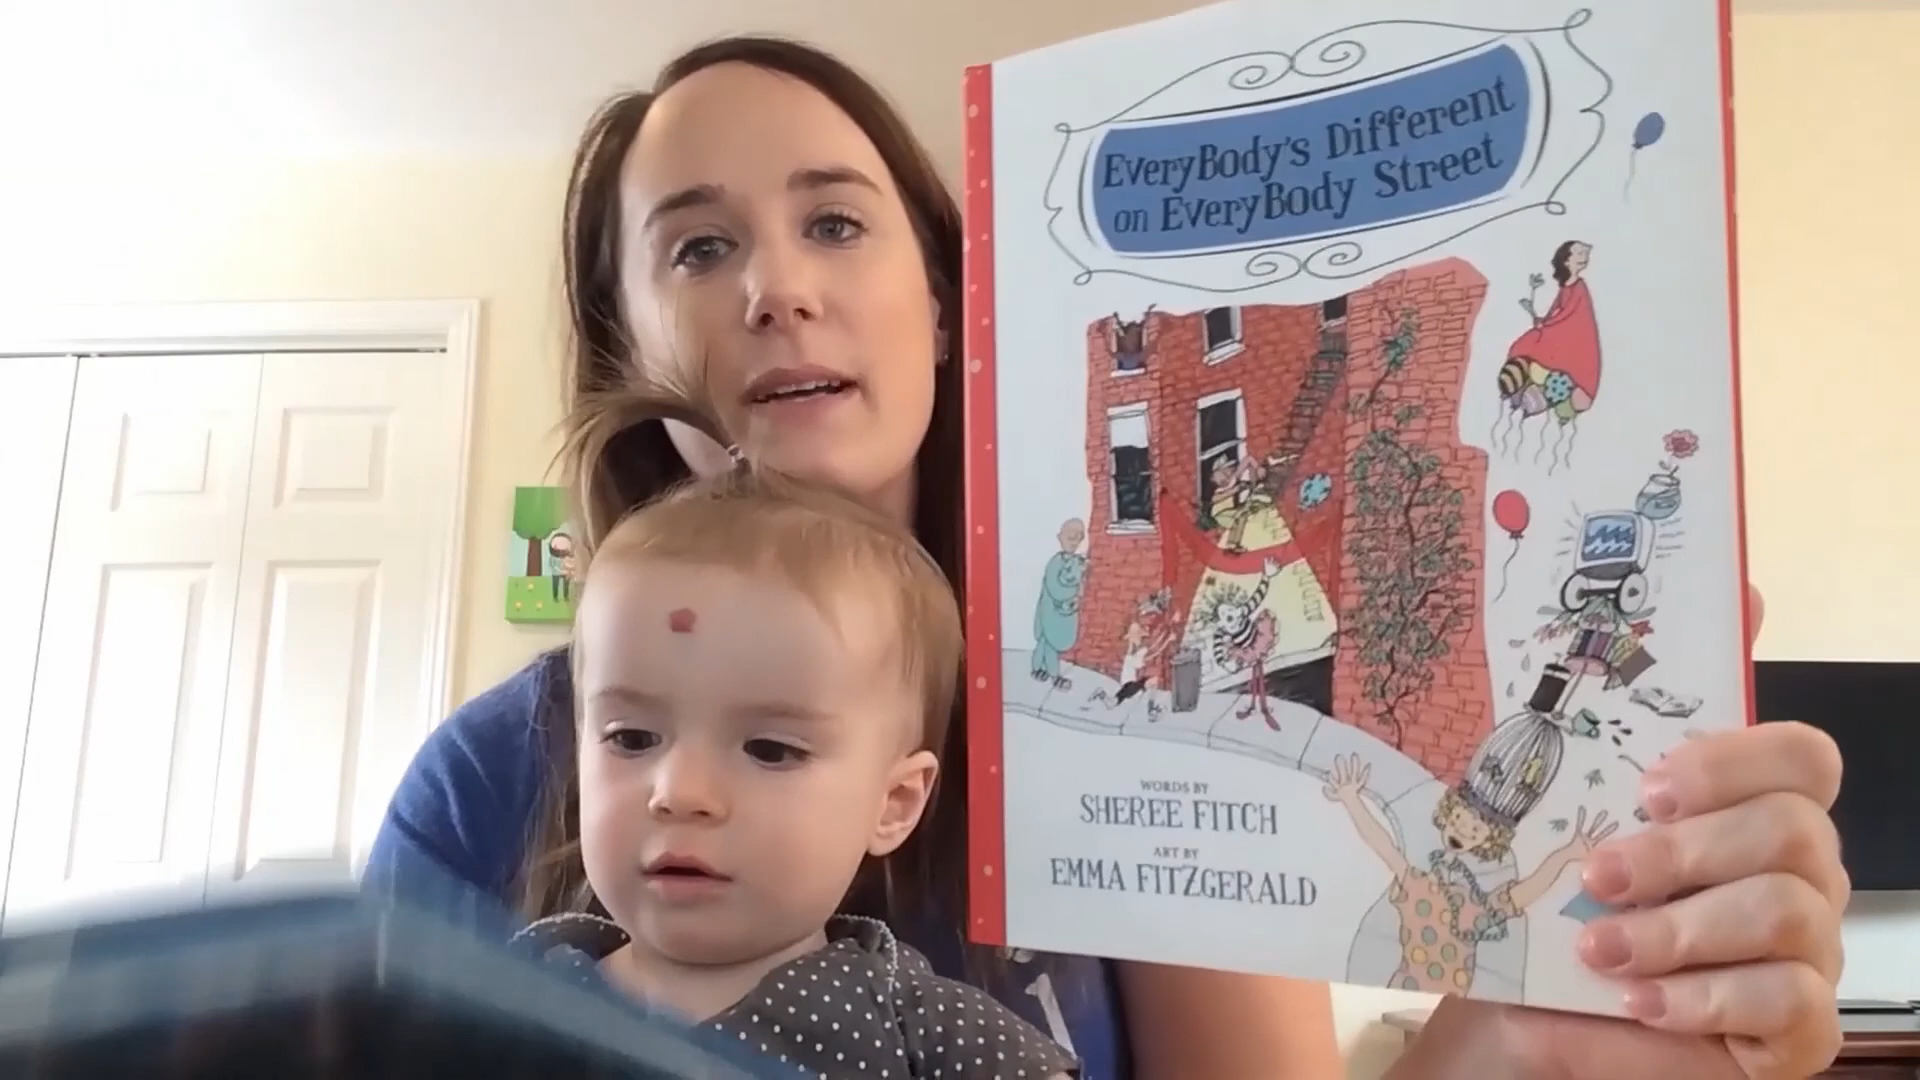 EveryBody's Different
on EveryBody Street
WORDS BY
SHEREE FITCH
ART BY
EMMA FITZGERALD